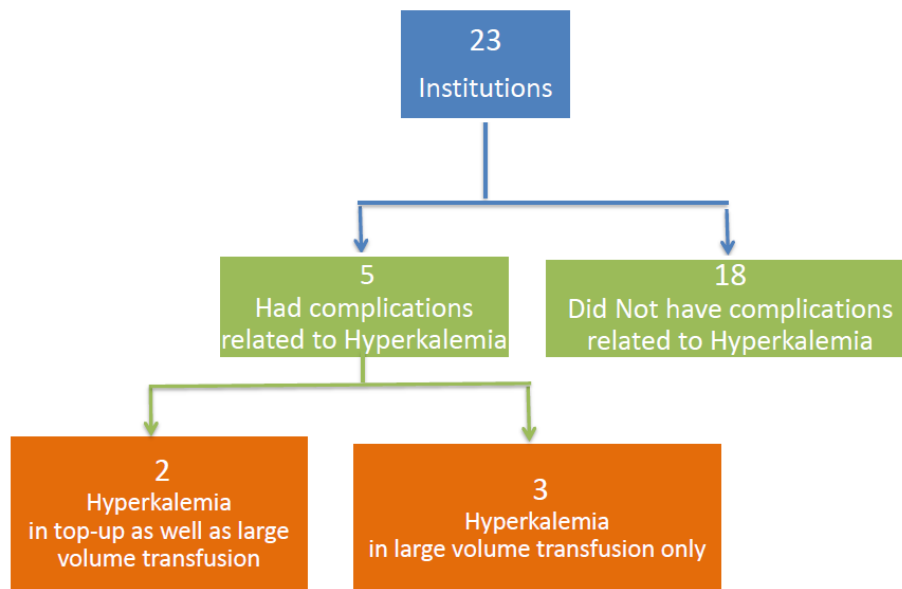 23
Institutions
5
Had complications
related to Hyperkalemia
18
Did Not have complications
related to Hyperkalemia
2
Hyperkalemia
in top-up as well as large
volume transfusion
3
Hyperkalemia
in large volume transfusion only